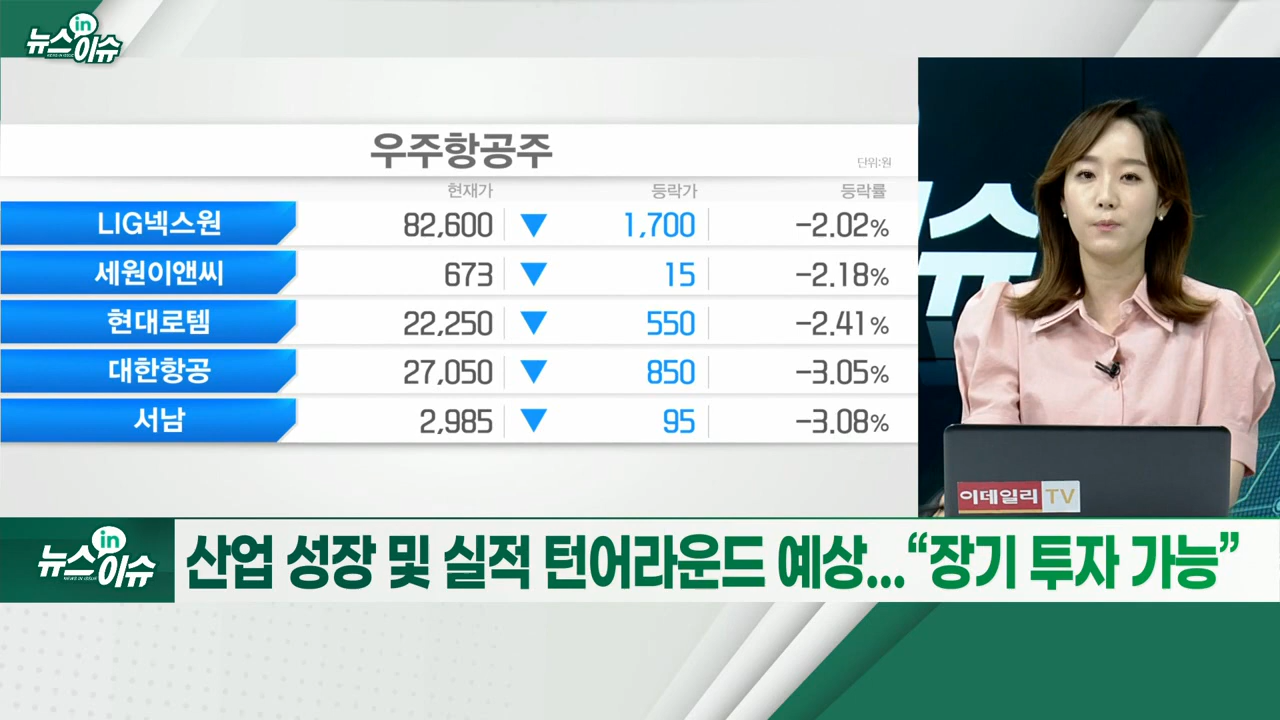 뉴스in이슈
우주항공주
단위:원
현재가 등락가 등락률
LIG넥스원 82,600 ▼ 1,700 -2.02%
세원이앤씨 673 ▼ 15 -2.18%
현대로템 22,250 ▼ 550 -2.41%
대한항공 27,050 ▼ 850 -3.05%
서남 2,985 ▼ 95 -3.08%
슈
이데일리TV
뉴스in이슈
NEWS IN ISSUE
산업 성장 및 실적 턴어라운드 예상...“장기 투자 가능”